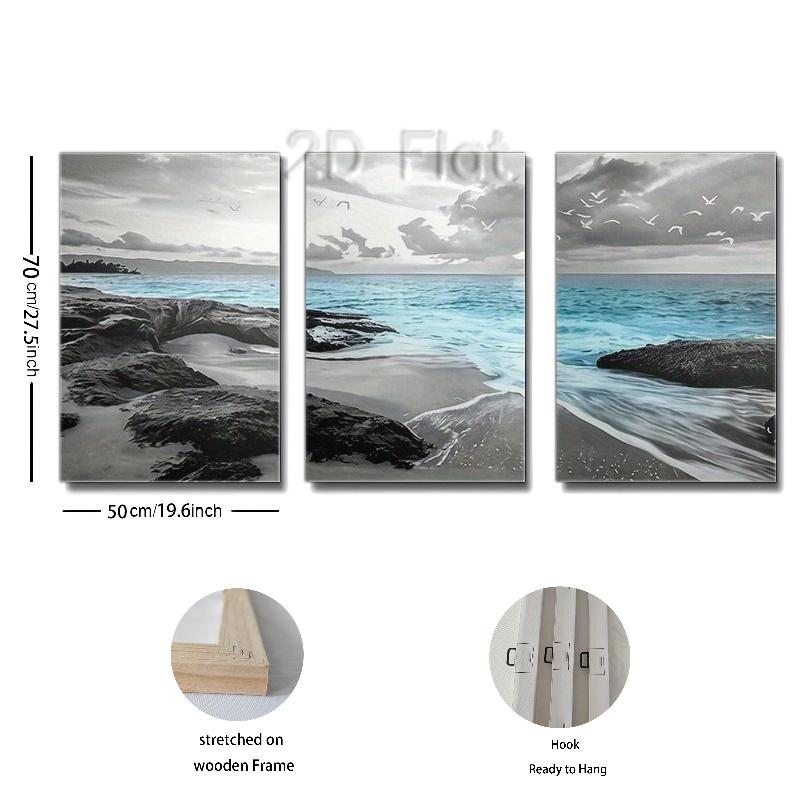 2D Flat
70 cm/27.5inch
50cm/19.6inch
stretched on
wooden Frame
Hook
Ready to Hang